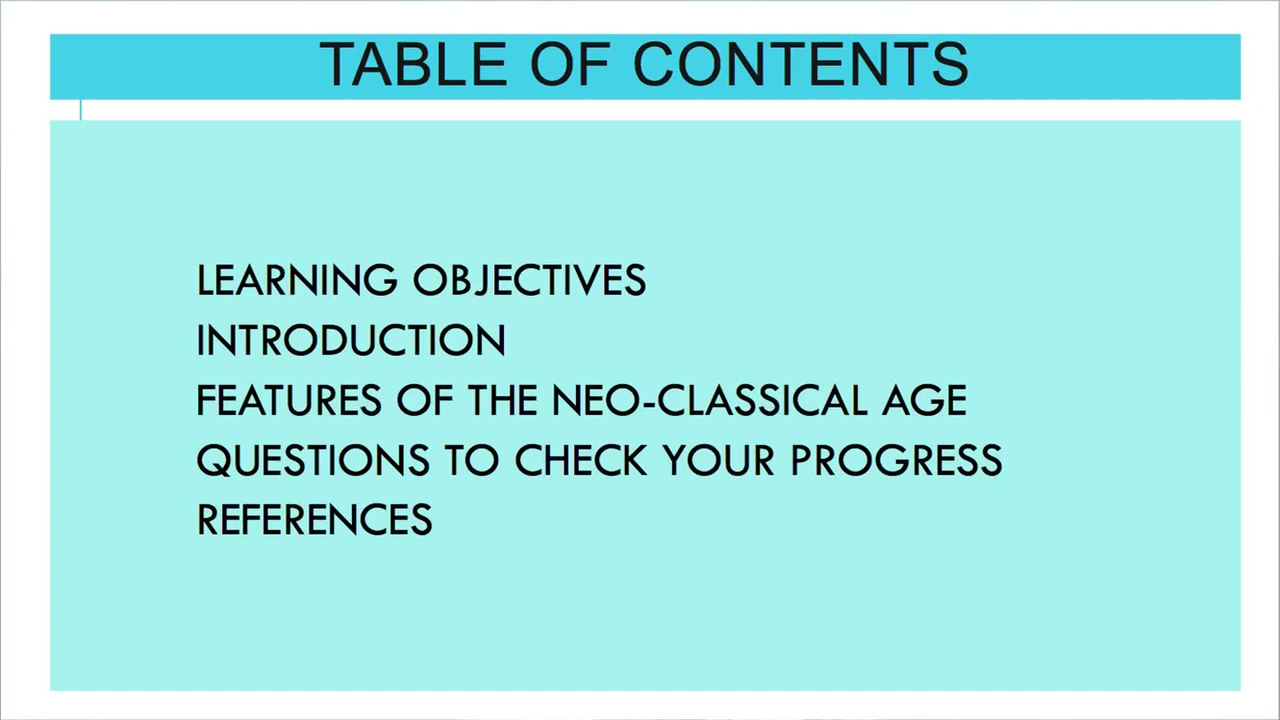 TABLE OF CONTENTS
LEARNING OBJECTIVES
INTRODUCTION
FEATURES OF THE NEO-CLASSICAL AGE
QUESTIONS TO CHECK YOUR PROGRESS
REFERENCES